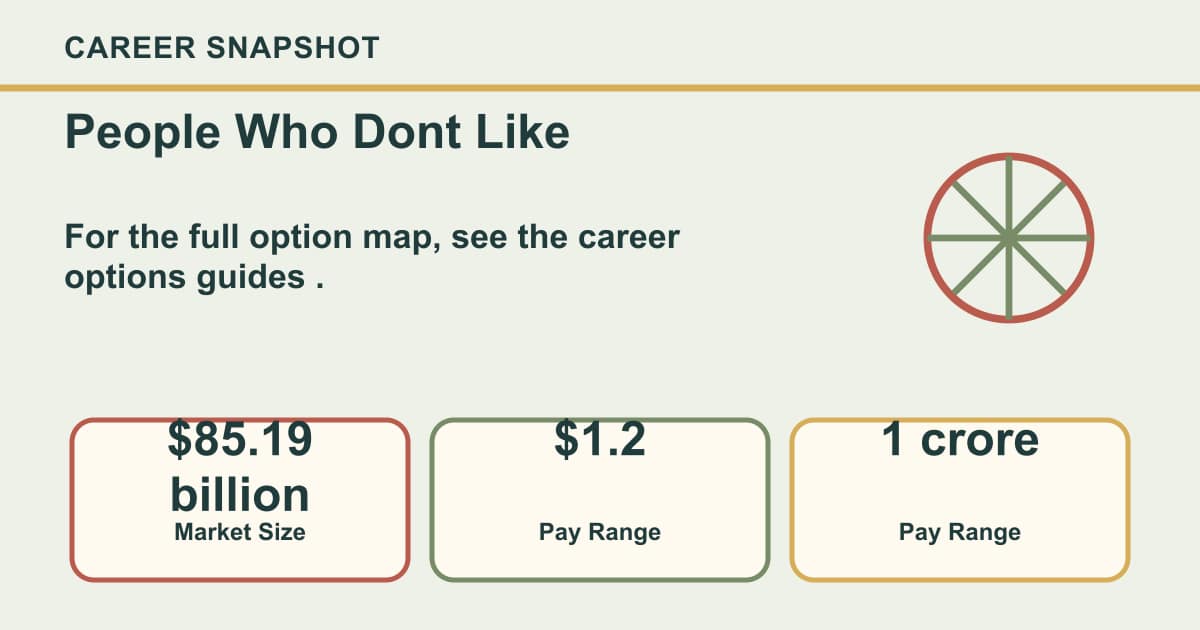 CAREER SNAPSHOT
People Who Dont Like
For the full option map, see the career
options guides .
$85.19
billion
Market Size
$1.2
Pay Range
1 crore
Pay Range